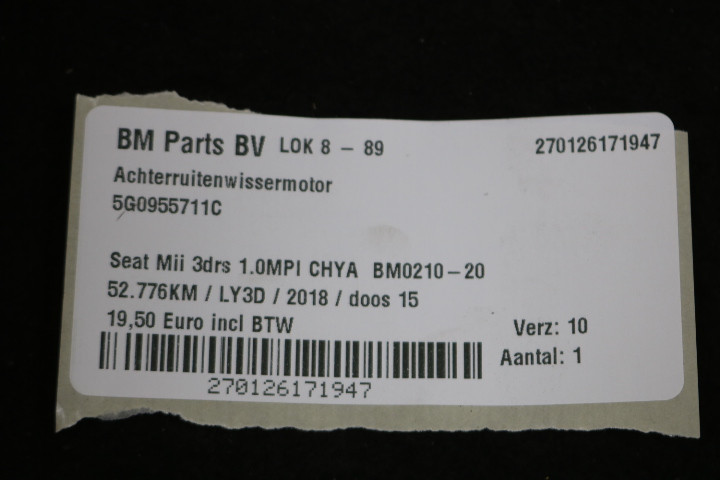 BM Parts BV LOK 8 - 89 270126171947
Achterruitenwissermotor
5G0955711C
Seat Mii 3drs 1.0MPI CHYA BM0210-20
52.776KM / LY3D / 2018 / doos 15
19,50 Euro incl BTW Verz: 10
Aantal: 1
270126171947